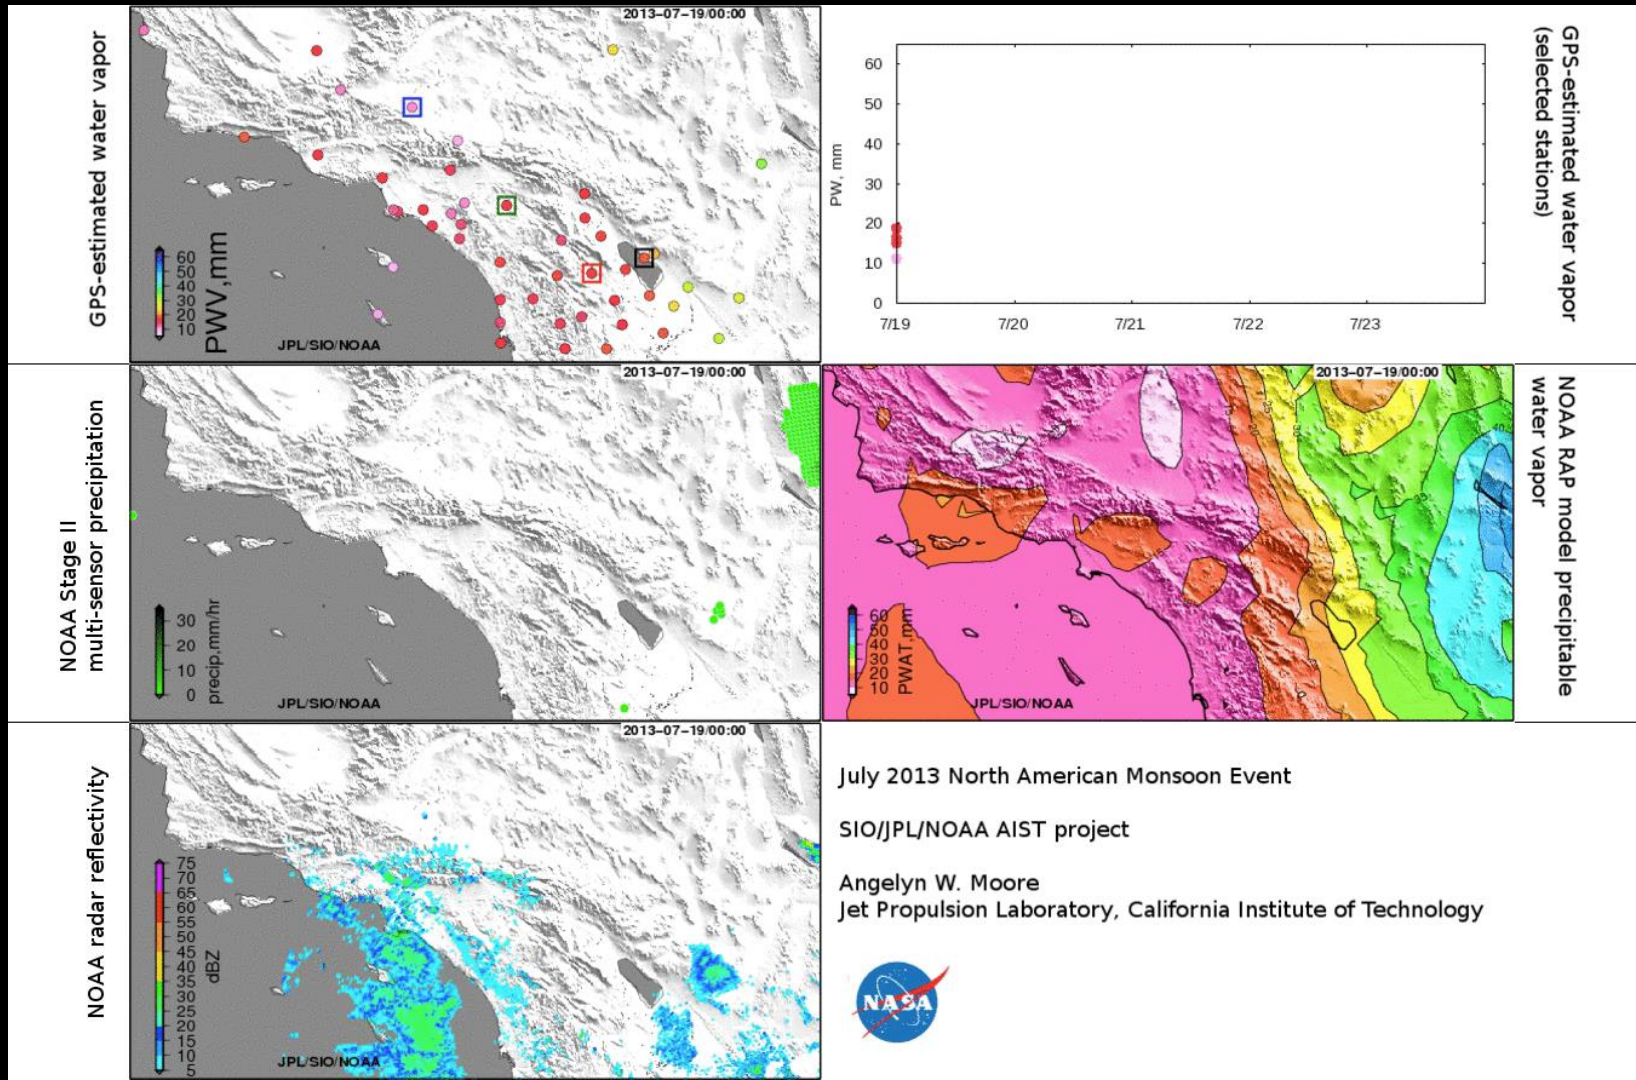 GPS-estimated water vapor
2013-07-19/00:00
60
50
40
30
20
10
PWV,mm
JPL/SIO/NOAA
60
50
40
30
20
10
0
PW, mm
7/19
7/20
7/21
7/22
7/23
GPS-estimated water vapor
(selected stations)
NOAA Stage II
multi-sensor precipitation
2013-07-19/00:00
30
20
10
0
precip,mm/hr
JPL/SIO/NOAA
2013-07-19/00:00
60
50
40
30
20
10
PWAT,mm
JPL/SIO/NOAA
NOAA RAP model precipitable
water vapor
NOAA radar reflectivity
2013-07-19/00:00
75
70
65
60
55
50
45
40
35
30
25
20
15
10
5
dBZ
JPL/SIO/NOAA
July 2013 North American Monsoon Event
SIO/JPL/NOAA AIST project
Angelyn W. Moore
Jet Propulsion Laboratory, California Institute of Technology
NASA